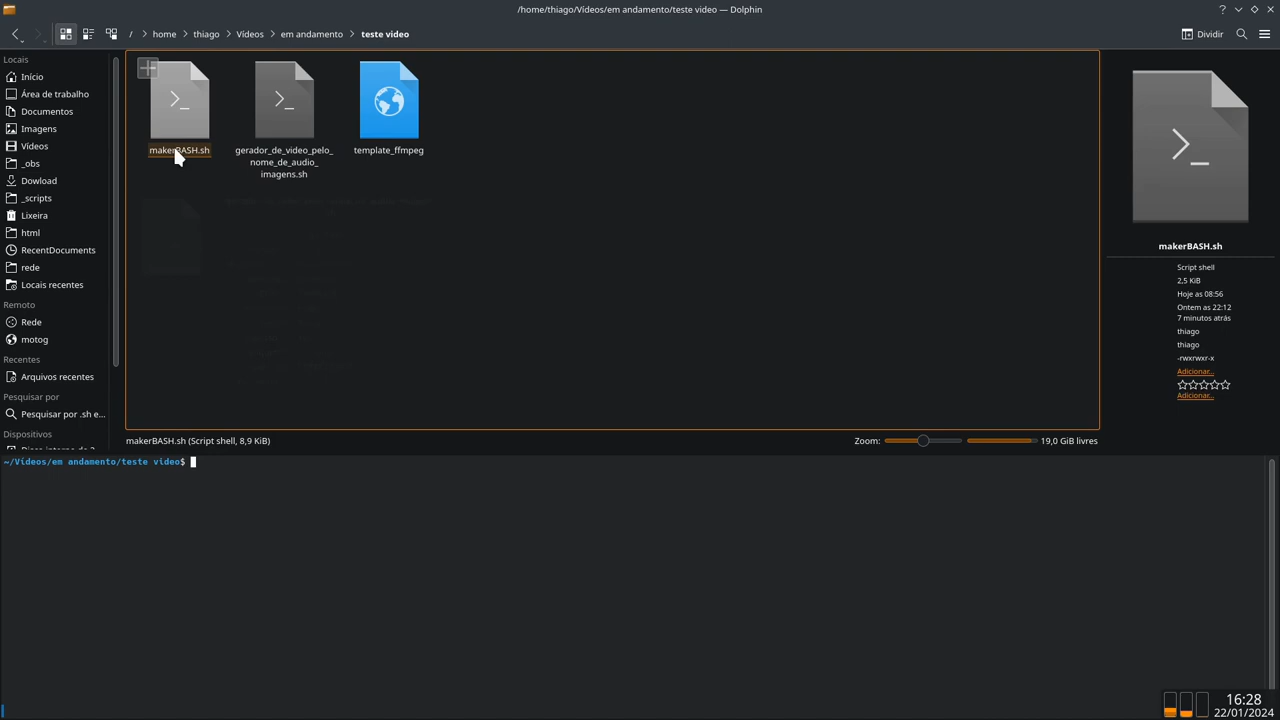 /home/thiago/Vídeos/em andamento/teste video — Dolphin
/ > home > thiago > Vídeos > em andamento > teste video
Dividir
Locais
Início
Área de trabalho
Documentos
Imagens
Vídeos
_obs
Dowload
_scripts
Lixeira
html
RecentDocuments
rede
Locais recentes
Remoto
Rede
motog
Recentes
Arquivos recentes
Pesquisar por
Pesquisar por .sh e...
Dispositivos
makerBASH.sh
gerador_de_video_pelo_
nome_de_audio_
imagens.sh
template_ffmpeg
makerBASH.sh
Script shell
2,5 KiB
Hoje as 08:56
Ontem as 22:12
7 minutos atrás
thiago
thiago
-rwxrwxr-x
Adicionar...
Adicionar...
makerBASH.sh (Script shell, 8,9 KiB)
Zoom:
19,0 GiB livres
~/Vídeos/em andamento/teste video$
16:28
22/01/2024